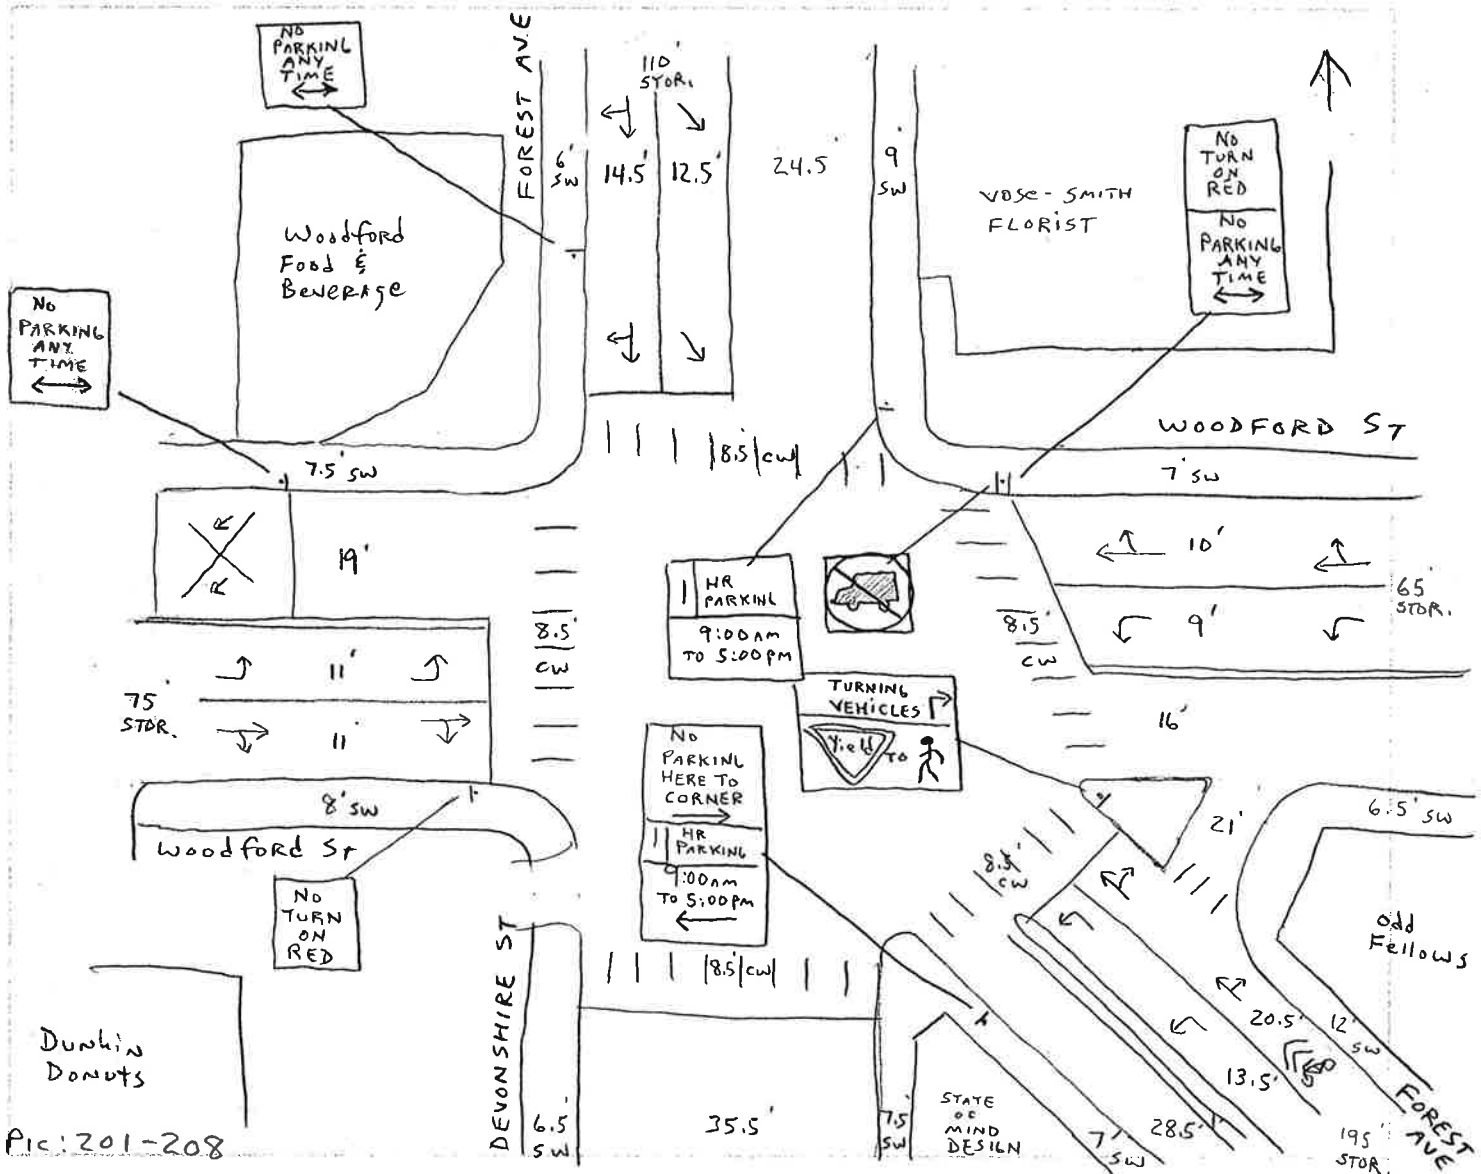 NO
PARKING
ANY
TIME
FOREST AVE
110'
STOR.
6'
SW
14.5'
12.5'
24.5'
9'
SW
VOSE-SMITH
FLORIST
NO
TURN
ON
RED
NO
PARKING
ANY
TIME
Woodford
Food &
Beverage
NO
PARKING
ANY
TIME
WOODFORD ST
7.5' SW
8.5' CW
7' SW
R
R
19'
10'
65'
STOR.
1 HR
PARKING
9:00AM
TO 5:00PM
8.5'
CW
8.5'
CW
9'
11'
75'
STOR.
11'
16'
TURNING
VEHICLES
Yield TO
NO
PARKING
HERE TO
CORNER
1 HR
PARKING
9:00AM
TO 5:00PM
8' SW
Woodford St
21'
6.5' SW
8.5'
CW
NO
TURN
ON
RED
Odd
Fellows
DEVONSHIRE ST
8.5' CW
Dunkin
Donuts
20.5'
12'
SW
13.5'
6.5'
SW
35.5'
7.5'
SW
STATE
OF
MIND
DESIGN
7'
SW
28.5'
195'
STOR.
FOREST
AVE
Pic: 201-208